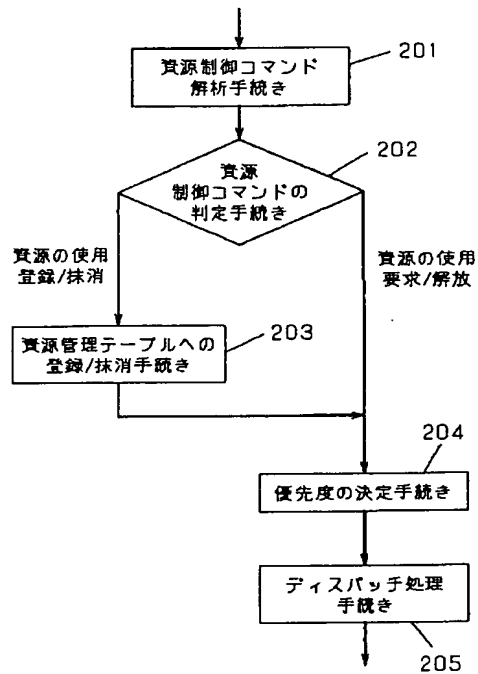 資源制御コマンド
解析手続き
201
資源
制御コマンドの
判定手続き
202
資源の使用
登録/抹消
資源の使用
要求/解放
資源管理テーブルへの
登録/抹消手続き
203
204
優先度の決定手続き
ディスパッチ処理
手続き
205